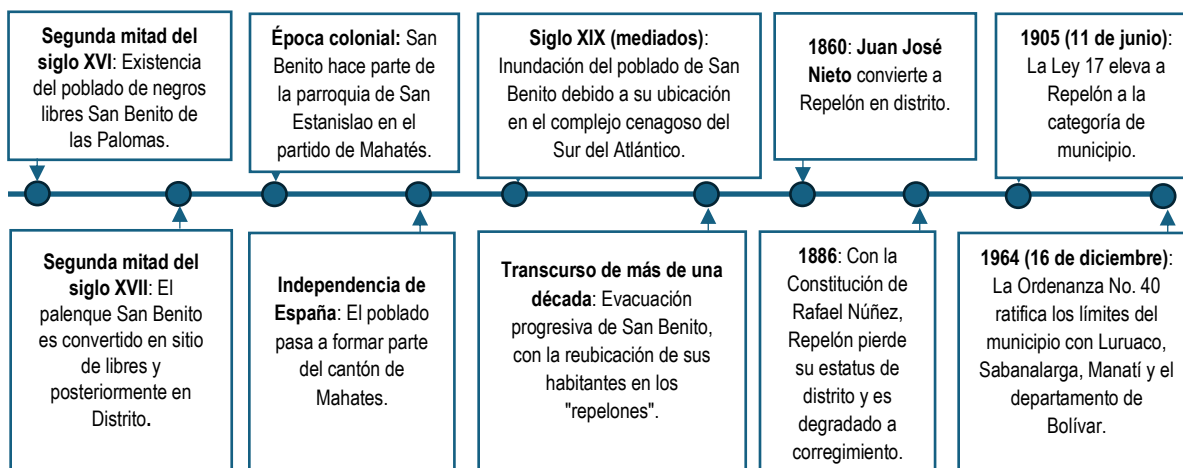 Segunda mitad del
siglo XVI: Existencia
del poblado de negros
libres San Benito de
las Palomas.
Segunda mitad del
siglo XVII: El
palenque San Benito
es convertido en sitio
de libres y
posteriormente en
Distrito.
Época colonial: San
Benito hace parte de
la parroquia de San
Estanislao en el
partido de Mahatés.
Independencia de
España: El poblado
pasa a formar parte
del cantón de
Mahates.
Siglo XIX (mediados):
Inundación del poblado de San
Benito debido a su ubicación
en el complejo cenagoso del
Sur del Atlántico.
Transcurso de más de una
década: Evacuación
progresiva de San Benito,
con la reubicación de sus
habitantes en los
"repelones".
1860: Juan José
Nieto convierte a
Repelón en distrito.
1886: Con la
Constitución de
Rafael Núñez,
Repelón pierde
su estatus de
distrito y es
degradado a
corregimiento.
1905 (11 de junio):
La Ley 17 eleva a
Repelón a la
categoría de
municipio.
1964 (16 de diciembre):
La Ordenanza No. 40
ratifica los límites del
municipio con Luruaco,
Sabanalarga, Manatí y el
departamento de
Bolívar.